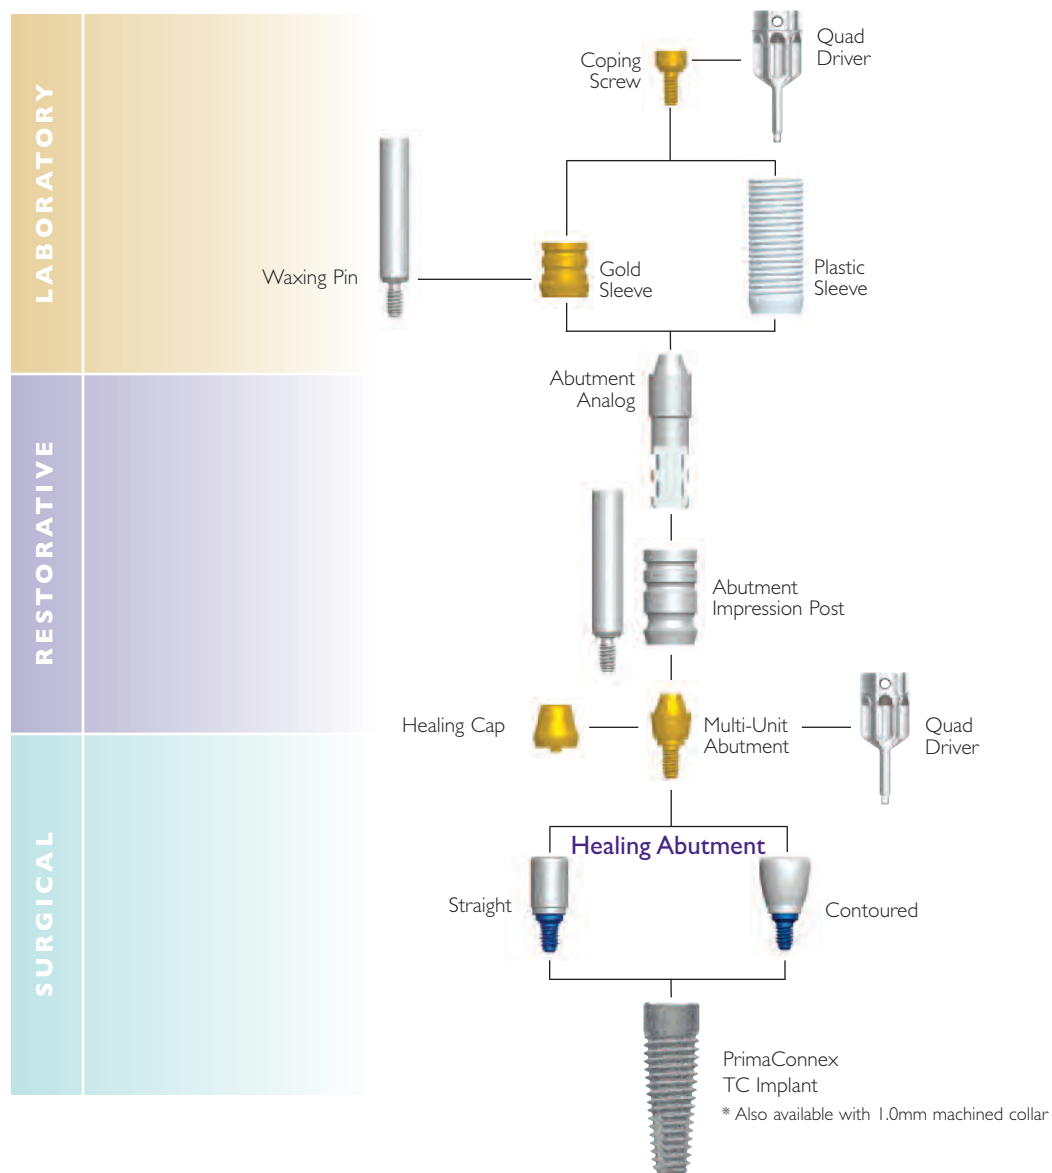 LABORATORY
Coping
Screw
Quad
Driver
Waxing Pin
Gold
Sleeve
Plastic
Sleeve
RESTORATIVE
Abutment
Analog
Abutment
Impression Post
Healing Cap
Multi-Unit
Abutment
Quad
Driver
SURGICAL
Healing Abutment
Straight
Contoured
PrimaConnex
TC Implant
* Also available with 1.0mm machined collar